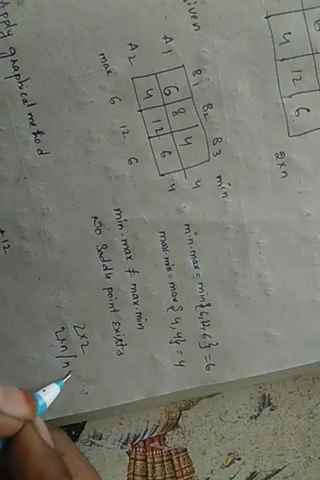 4 12 6
2×n
iven
B1 B2 B3 min
A1 6 8 4 4
A2 4 12 6 4
max 6 12 6
min.max = min{6,12,6} = 6
max.min = max{4,4} = 4
min.max ≠ max.min
No Saddle point exists
2×2
2×n/n
Apply graphical method
+ 12